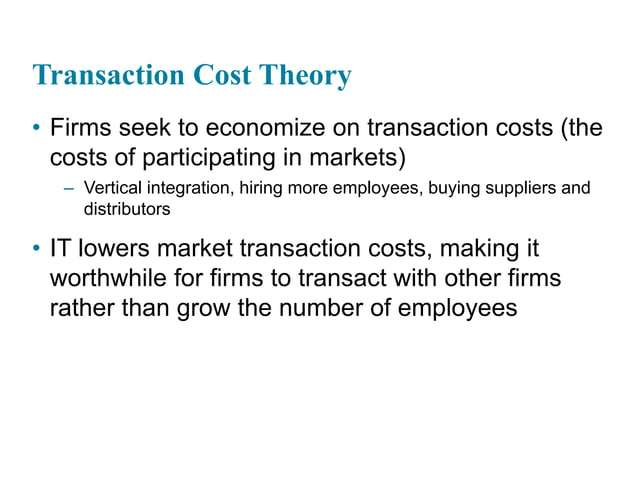 Transaction Cost Theory
• Firms seek to economize on transaction costs (the
costs of participating in markets)
– Vertical integration, hiring more employees, buying suppliers and
distributors
• IT lowers market transaction costs, making it
worthwhile for firms to transact with other firms
rather than grow the number of employees